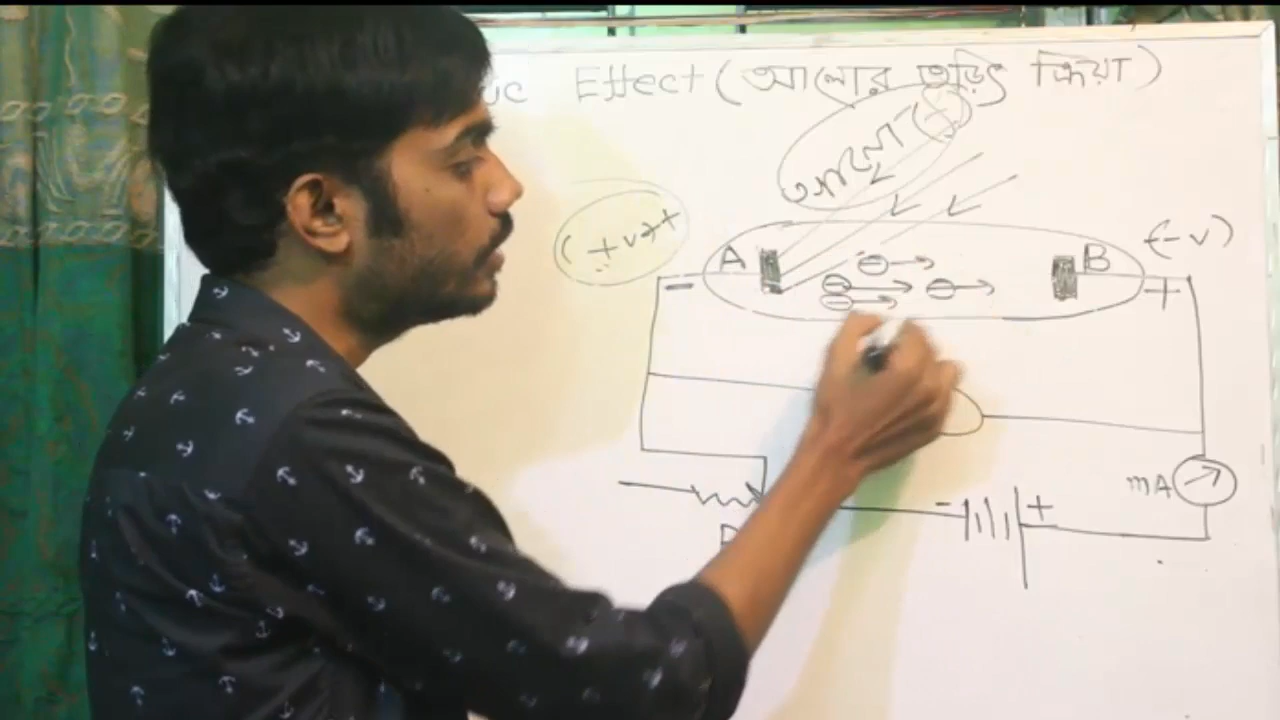 Effect (আলোর তড়িৎ ক্রিয়া)
আলো (+)
(-v)
A
B
-
+
mA
-
+